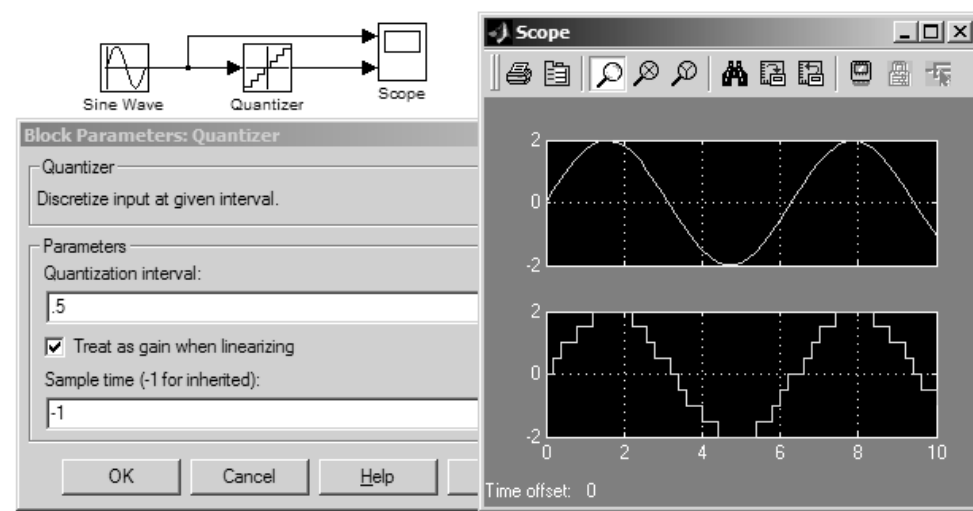 Sine Wave
Quantizer
Scope
Block Parameters: Quantizer
Quantizer
Discretize input at given interval.
Parameters
Quantization interval:
.5
Treat as gain when linearizing
Sample time (-1 for inherited):
-1
OK
Cancel
Help
Scope
2
0
-2
2
0
-2
0
2
4
6
8
10
Time offset: 0